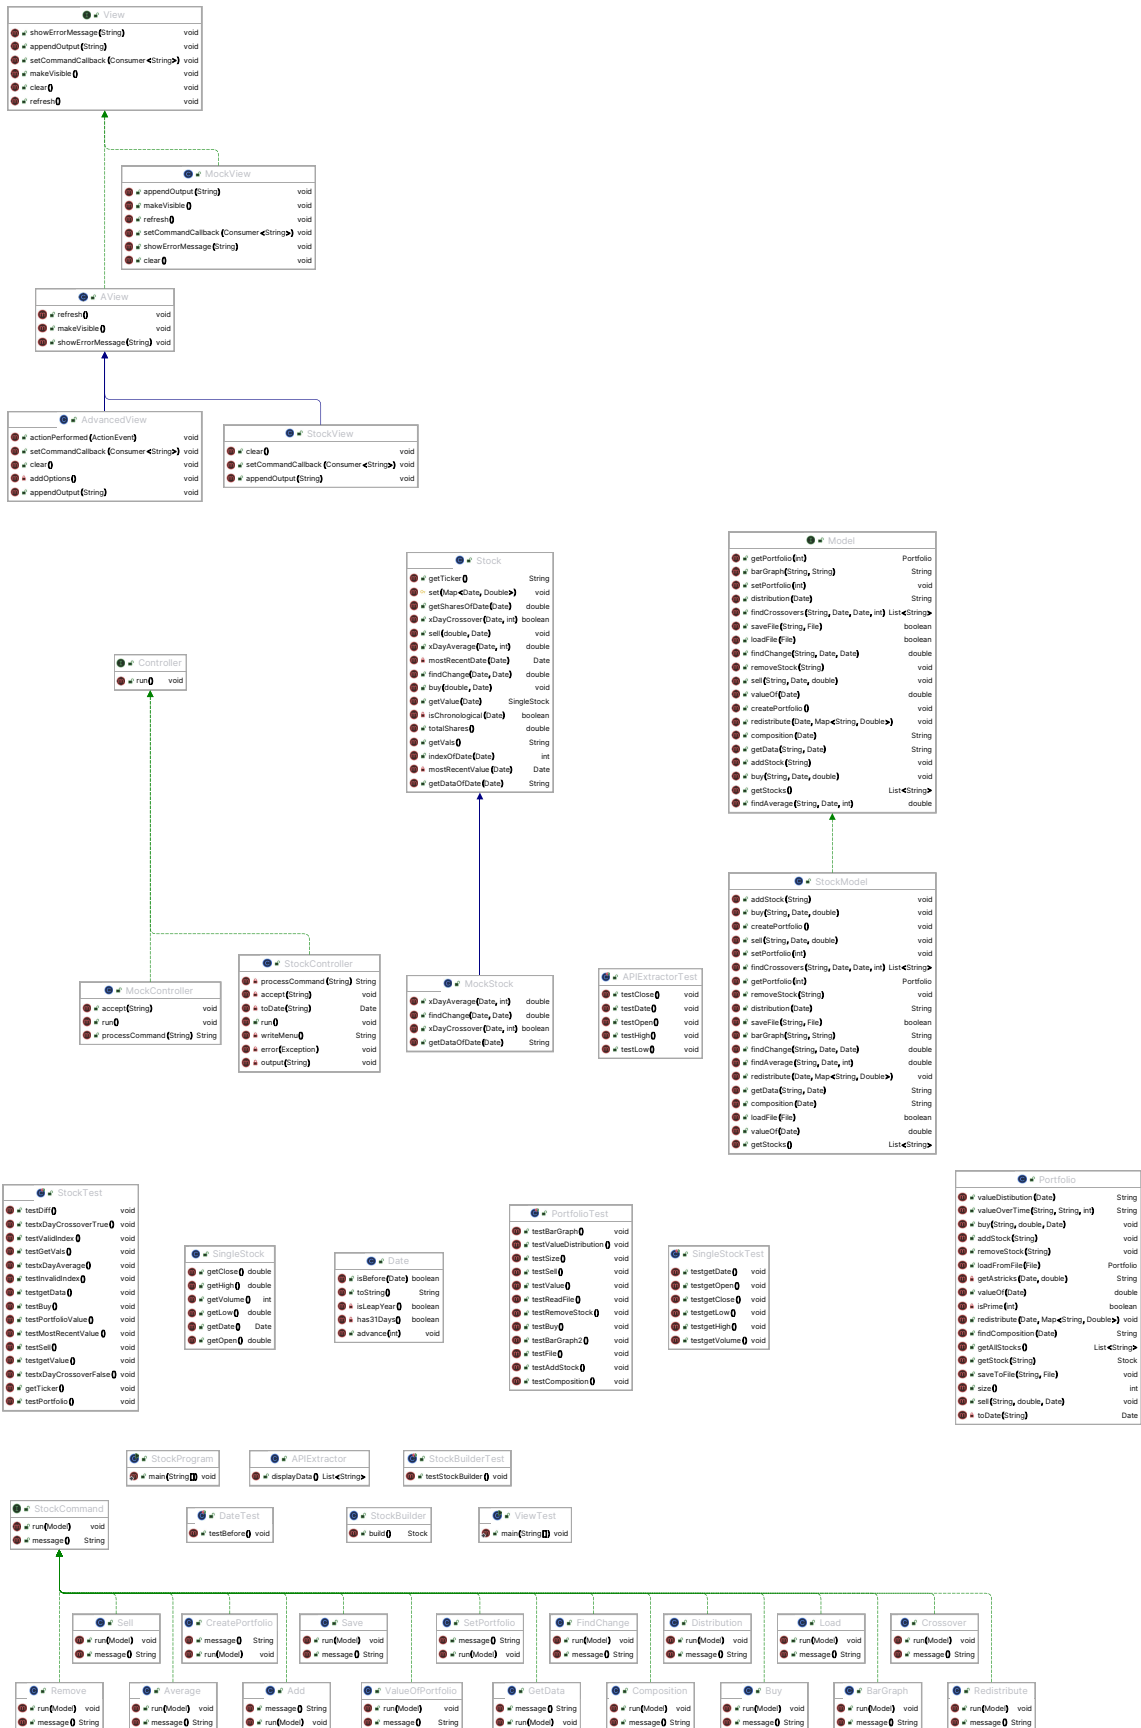 View
showErrorMessage(String) void
appendOutput(String) void
setCommandCallback(Consumer<String>) void
makeVisible() void
clear() void
refresh() void
MockView
appendOutput(String) void
makeVisible() void
refresh() void
setCommandCallback(Consumer<String>) void
showErrorMessage(String) void
clear() void
AView
refresh() void
makeVisible() void
showErrorMessage(String) void
AdvancedView
actionPerformed(ActionEvent) void
setCommandCallback(Consumer<String>) void
clear() void
addOptions() void
appendOutput(String) void
StockView
clear() void
setCommandCallback(Consumer<String>) void
appendOutput(String) void
Stock
getTicker() String
set(Map<Date, Double>) void
getSharesOfDate(Date) double
xDayCrossover(Date, int) boolean
sell(double, Date) void
xDayAverage(Date, int) double
mostRecentDate(Date) Date
findChange(Date, Date) double
buy(double, Date) void
getValue(Date) SingleStock
isChronological(Date) boolean
totalShares() double
getVals() String
indexOfDate(Date) int
mostRecentValue(Date) Date
getDataOfDate(Date) String
Model
getPortfolio(int) Portfolio
barGraph(String, String) String
setPortfolio(int) void
distribution(Date) String
findCrossovers(String, Date, Date, int) List<String>
saveFile(String, File) boolean
loadFile(File) boolean
findChange(String, Date, Date) double
removeStock(String) void
sell(String, Date, double) void
valueOf(Date) double
createPortfolio() void
redistribute(Date, Map<String, Double>) void
composition(Date) String
getData(String, Date) String
addStock(String) void
buy(String, Date, double) void
getStocks() List<String>
findAverage(String, Date, int) double
Controller
run() void
StockModel
addStock(String) void
buy(String, Date, double) void
createPortfolio() void
sell(String, Date, double) void
setPortfolio(int) void
findCrossovers(String, Date, Date, int) List<String>
getPortfolio(int) Portfolio
removeStock(String) void
distribution(Date) String
saveFile(String, File) boolean
barGraph(String, String) String
findChange(String, Date, Date) double
findAverage(String, Date, int) double
redistribute(Date, Map<String, Double>) void
getData(String, Date) String
composition(Date) String
loadFile(File) boolean
valueOf(Date) double
getStocks() List<String>
MockController
accept(String) void
run() void
processCommand(String) String
StockController
processCommand(String) String
accept(String) void
toDate(String) Date
run() void
writeMenu() String
error(Exception) void
output(String) void
MockStock
xDayAverage(Date, int) double
findChange(Date, Date) double
xDayCrossover(Date, int) boolean
getDataOfDate(Date) String
APIExtractorTest
testClose() void
testDate() void
testOpen() void
testHigh() void
testLow() void
StockTest
testDiff() void
testxDayCrossoverTrue() void
testValidIndex() void
testGetVals() void
testxDayAverage() void
testInvalidIndex() void
testgetData() void
testBuy() void
testPortfolioValue() void
testMostRecentValue() void
testSell() void
testgetValue() void
testxDayCrossoverFalse() void
getTicker() void
testPortfolio() void
SingleStock
getClose() double
getHigh() double
getVolume() int
getLow() double
getDate() Date
getOpen() double
Date
isBefore(Date) boolean
toString() String
isLeapYear() boolean
has31Days() boolean
advance(int) void
PortfolioTest
testBarGraph() void
testValueDistribution() void
testSize() void
testSell() void
testValue() void
testReadFile() void
testRemoveStock() void
testBuy() void
testBarGraph2() void
testFile() void
testAddStock() void
testComposition() void
SingleStockTest
testgetDate() void
testgetOpen() void
testgetClose() void
testgetLow() void
testgetHigh() void
testgetVolume() void
Portfolio
valueDistibution(Date) String
valueOverTime(String, String, int) String
buy(String, double, Date) void
addStock(String) void
removeStock(String) void
loadFromFile(File) Portfolio
getAstricks(Date, double) String
valueOf(Date) double
isPrime(int) boolean
redistribute(Date, Map<String, Double>) void
findComposition(Date) String
getAllStocks() List<String>
getStock(String) Stock
saveToFile(String, File) void
size() int
sell(String, double, Date) void
toDate(String) Date
StockProgram
main(String[]) void
APIExtractor
displayData() List<String>
StockBuilderTest
testStockBuilder() void
StockCommand
run(Model) void
message() String
DateTest
testBefore() void
StockBuilder
build() Stock
ViewTest
main(String[]) void
Sell
run(Model) void
message() String
CreatePortfolio
message() String
run(Model) void
Save
run(Model) void
message() String
SetPortfolio
message() String
run(Model) void
FindChange
run(Model) void
message() String
Distribution
run(Model) void
message() String
Load
run(Model) void
message() String
Crossover
run(Model) void
message() String
Remove
run(Model) void
message() String
Average
run(Model) void
message() String
Add
message() String
run(Model) void
ValueOfPortfolio
run(Model) void
message() String
GetData
message() String
run(Model) void
Composition
run(Model) void
message() String
Buy
run(Model) void
message() String
BarGraph
run(Model) void
message() String
Redistribute
run(Model) void
message() String